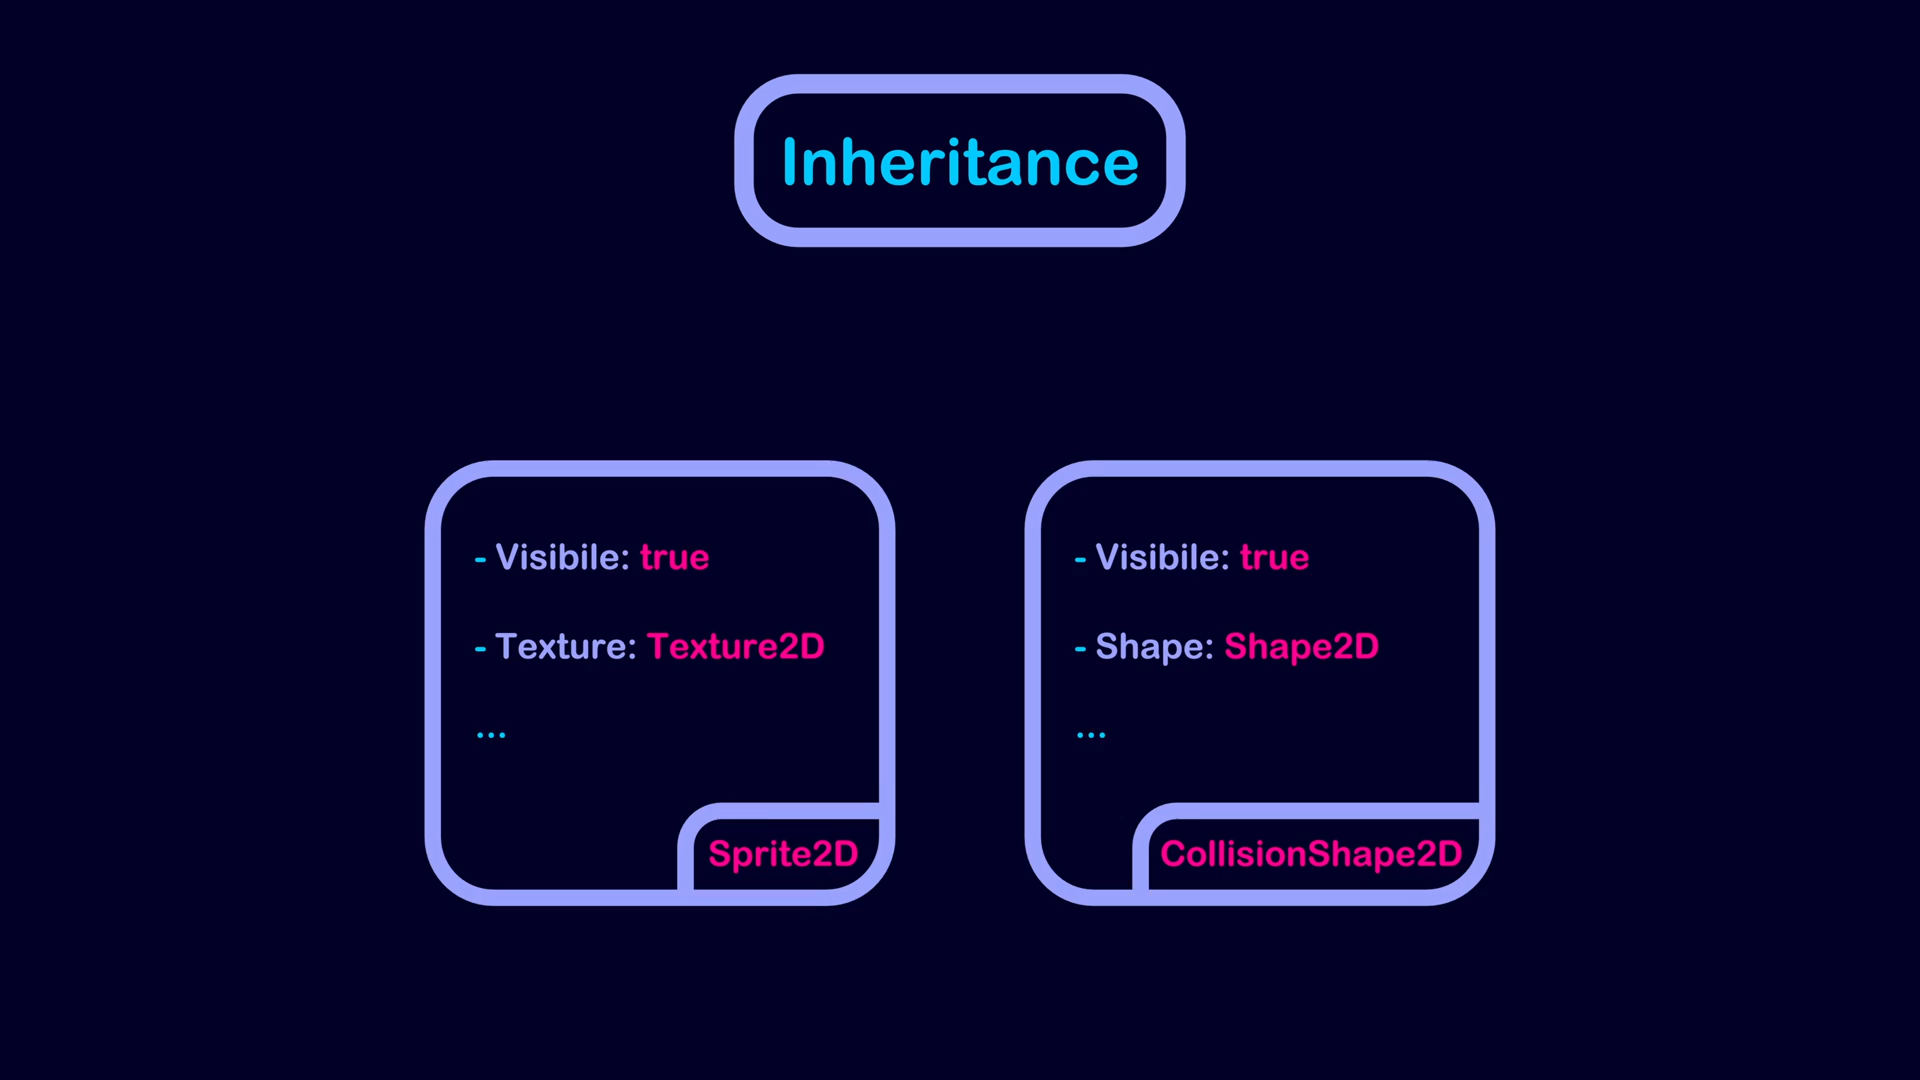 Inheritance
- Visibile: true
- Texture: Texture2D
...
Sprite2D
- Visibile: true
- Shape: Shape2D
...
CollisionShape2D